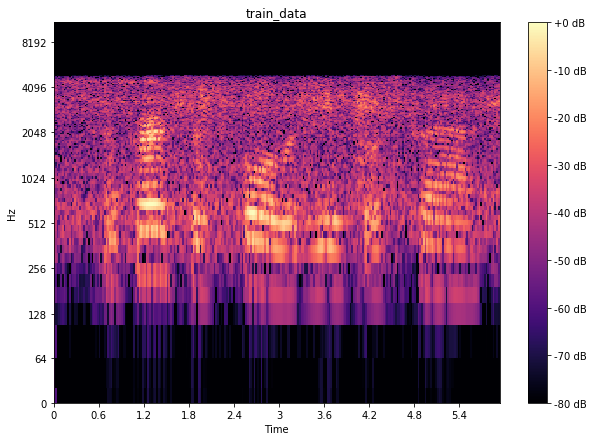 train_data
+0 dB
8192
-10 dB
4096
-20 dB
2048
-30 dB
1024
Hz
-40 dB
512
-50 dB
256
-60 dB
128
-70 dB
64
0
-80 dB
0 0.6 1.2 1.8 2.4 3 3.6 4.2 4.8 5.4
Time